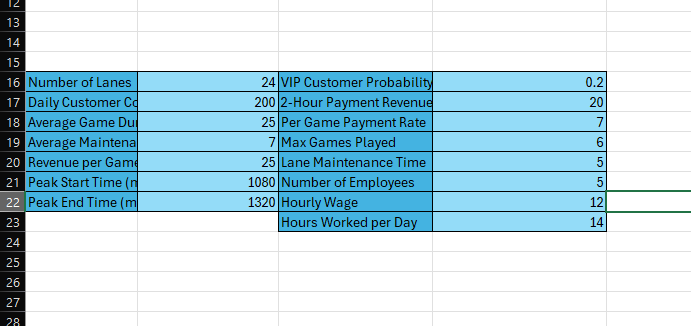 12
13
14
15
16 Number of Lanes 24 VIP Customer Probability 0.2
17 Daily Customer Co 200 2-Hour Payment Revenue 20
18 Average Game Du 25 Per Game Payment Rate 7
19 Average Maintena 7 Max Games Played 6
20 Revenue per Game 25 Lane Maintenance Time 5
21 Peak Start Time (n 1080 Number of Employees 5
22 Peak End Time (m 1320 Hourly Wage 12
23 Hours Worked per Day 14
24
25
26
27
28